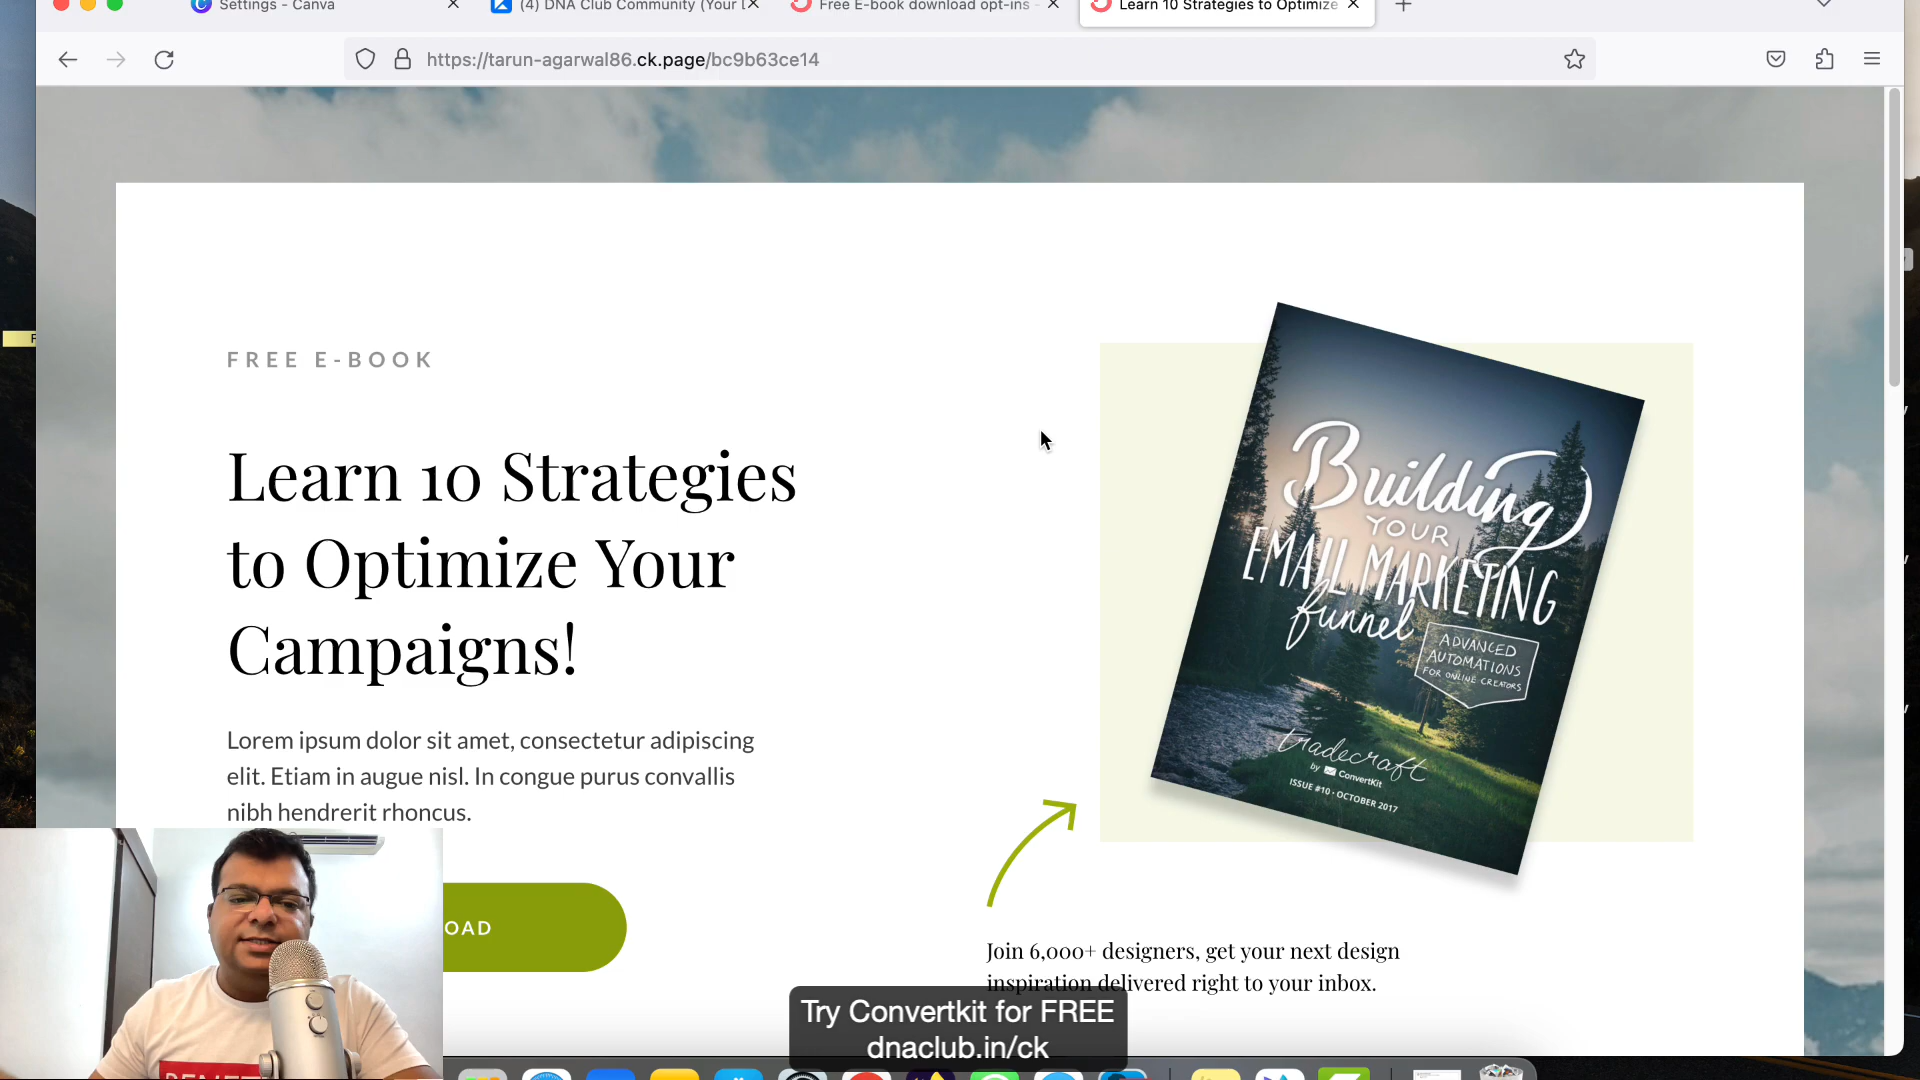 Settings - Canva
(4) DNA Club Community (Your
Free E-book download opt-ins -
Learn 10 Strategies to Optimize
https://tarun-agarwal86.ck.page/bc9b63ce14
FREE E-BOOK
Learn 10 Strategies
to Optimize Your
Campaigns!
Lorem ipsum dolor sit amet, consectetur adipiscing
elit. Etiam in augue nisl. In congue purus convallis
nibh hendrerit rhoncus.
OAD
Building
YOUR
EMAIL MARKETING
funnel
ADVANCED
AUTOMATIONS
FOR ONLINE CREATORS
tradecraft
by ConvertKit
ISSUE #10 • OCTOBER 2017
Join 6,000+ designers, get your next design
inspiration delivered right to your inbox.
Try Convertkit for FREE
dnaclub.in/ck